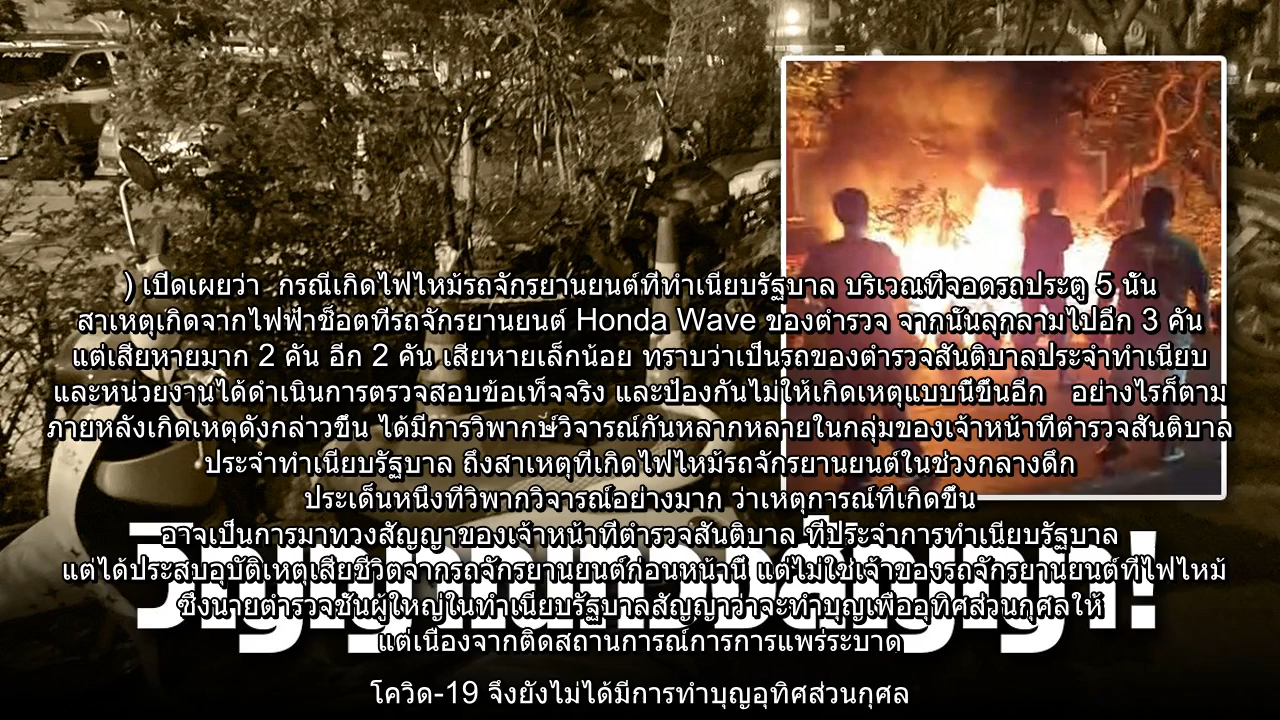 POLICE
) เปิดเผยว่า  กรณีเกิดไฟไหม้รถจักรยานยนต์ที่ทำเนียบรัฐบาล บริเวณที่จอดรถประตู 5 นั้น
สาเหตุเกิดจากไฟฟ้าช็อตที่รถจักรยานยนต์ Honda Wave ของตำรวจ จากนั้นลุกลามไปอีก 3 คัน
แต่เสียหายมาก 2 คัน อีก 2 คัน เสียหายเล็กน้อย ทราบว่าเป็นรถของตำรวจสันติบาลประจำทำเนียบ
และหน่วยงานได้ดำเนินการตรวจสอบข้อเท็จจริง และป้องกันไม่ให้เกิดเหตุแบบนี้ขึ้นอีก   อย่างไรก็ตาม
ภายหลังเกิดเหตุดังกล่าวขึ้น ได้มีการวิพากษ์วิจารณ์กันหลากหลายในกลุ่มของเจ้าหน้าที่ตำรวจสันติบาล
ประจำทำเนียบรัฐบาล ถึงสาเหตุที่เกิดไฟไหม้รถจักรยานยนต์ในช่วงกลางดึก
ประเด็นหนึ่งที่วิพากวิจารณ์อย่างมาก ว่าเหตุการณ์ที่เกิดขึ้น
อาจเป็นการมาทวงสัญญาของเจ้าหน้าที่ตำรวจสันติบาล ที่ประจำการทำเนียบรัฐบาล
แต่ได้ประสบอุบัติเหตุเสียชีวิตจากรถจักรยานยนต์ก่อนหน้านี้ แต่ไม่ใช่เจ้าของรถจักรยานยนต์ที่ไฟไหม้
ซึ่งนายตำรวจชั้นผู้ใหญ่ในทำเนียบรัฐบาลสัญญาว่าจะทำบุญเพื่ออุทิศส่วนกุศลให้
แต่เนื่องจากติดสถานการณ์การการแพร่ระบาด
โควิด-19 จึงยังไม่ได้มีการทำบุญอุทิศส่วนกุศล